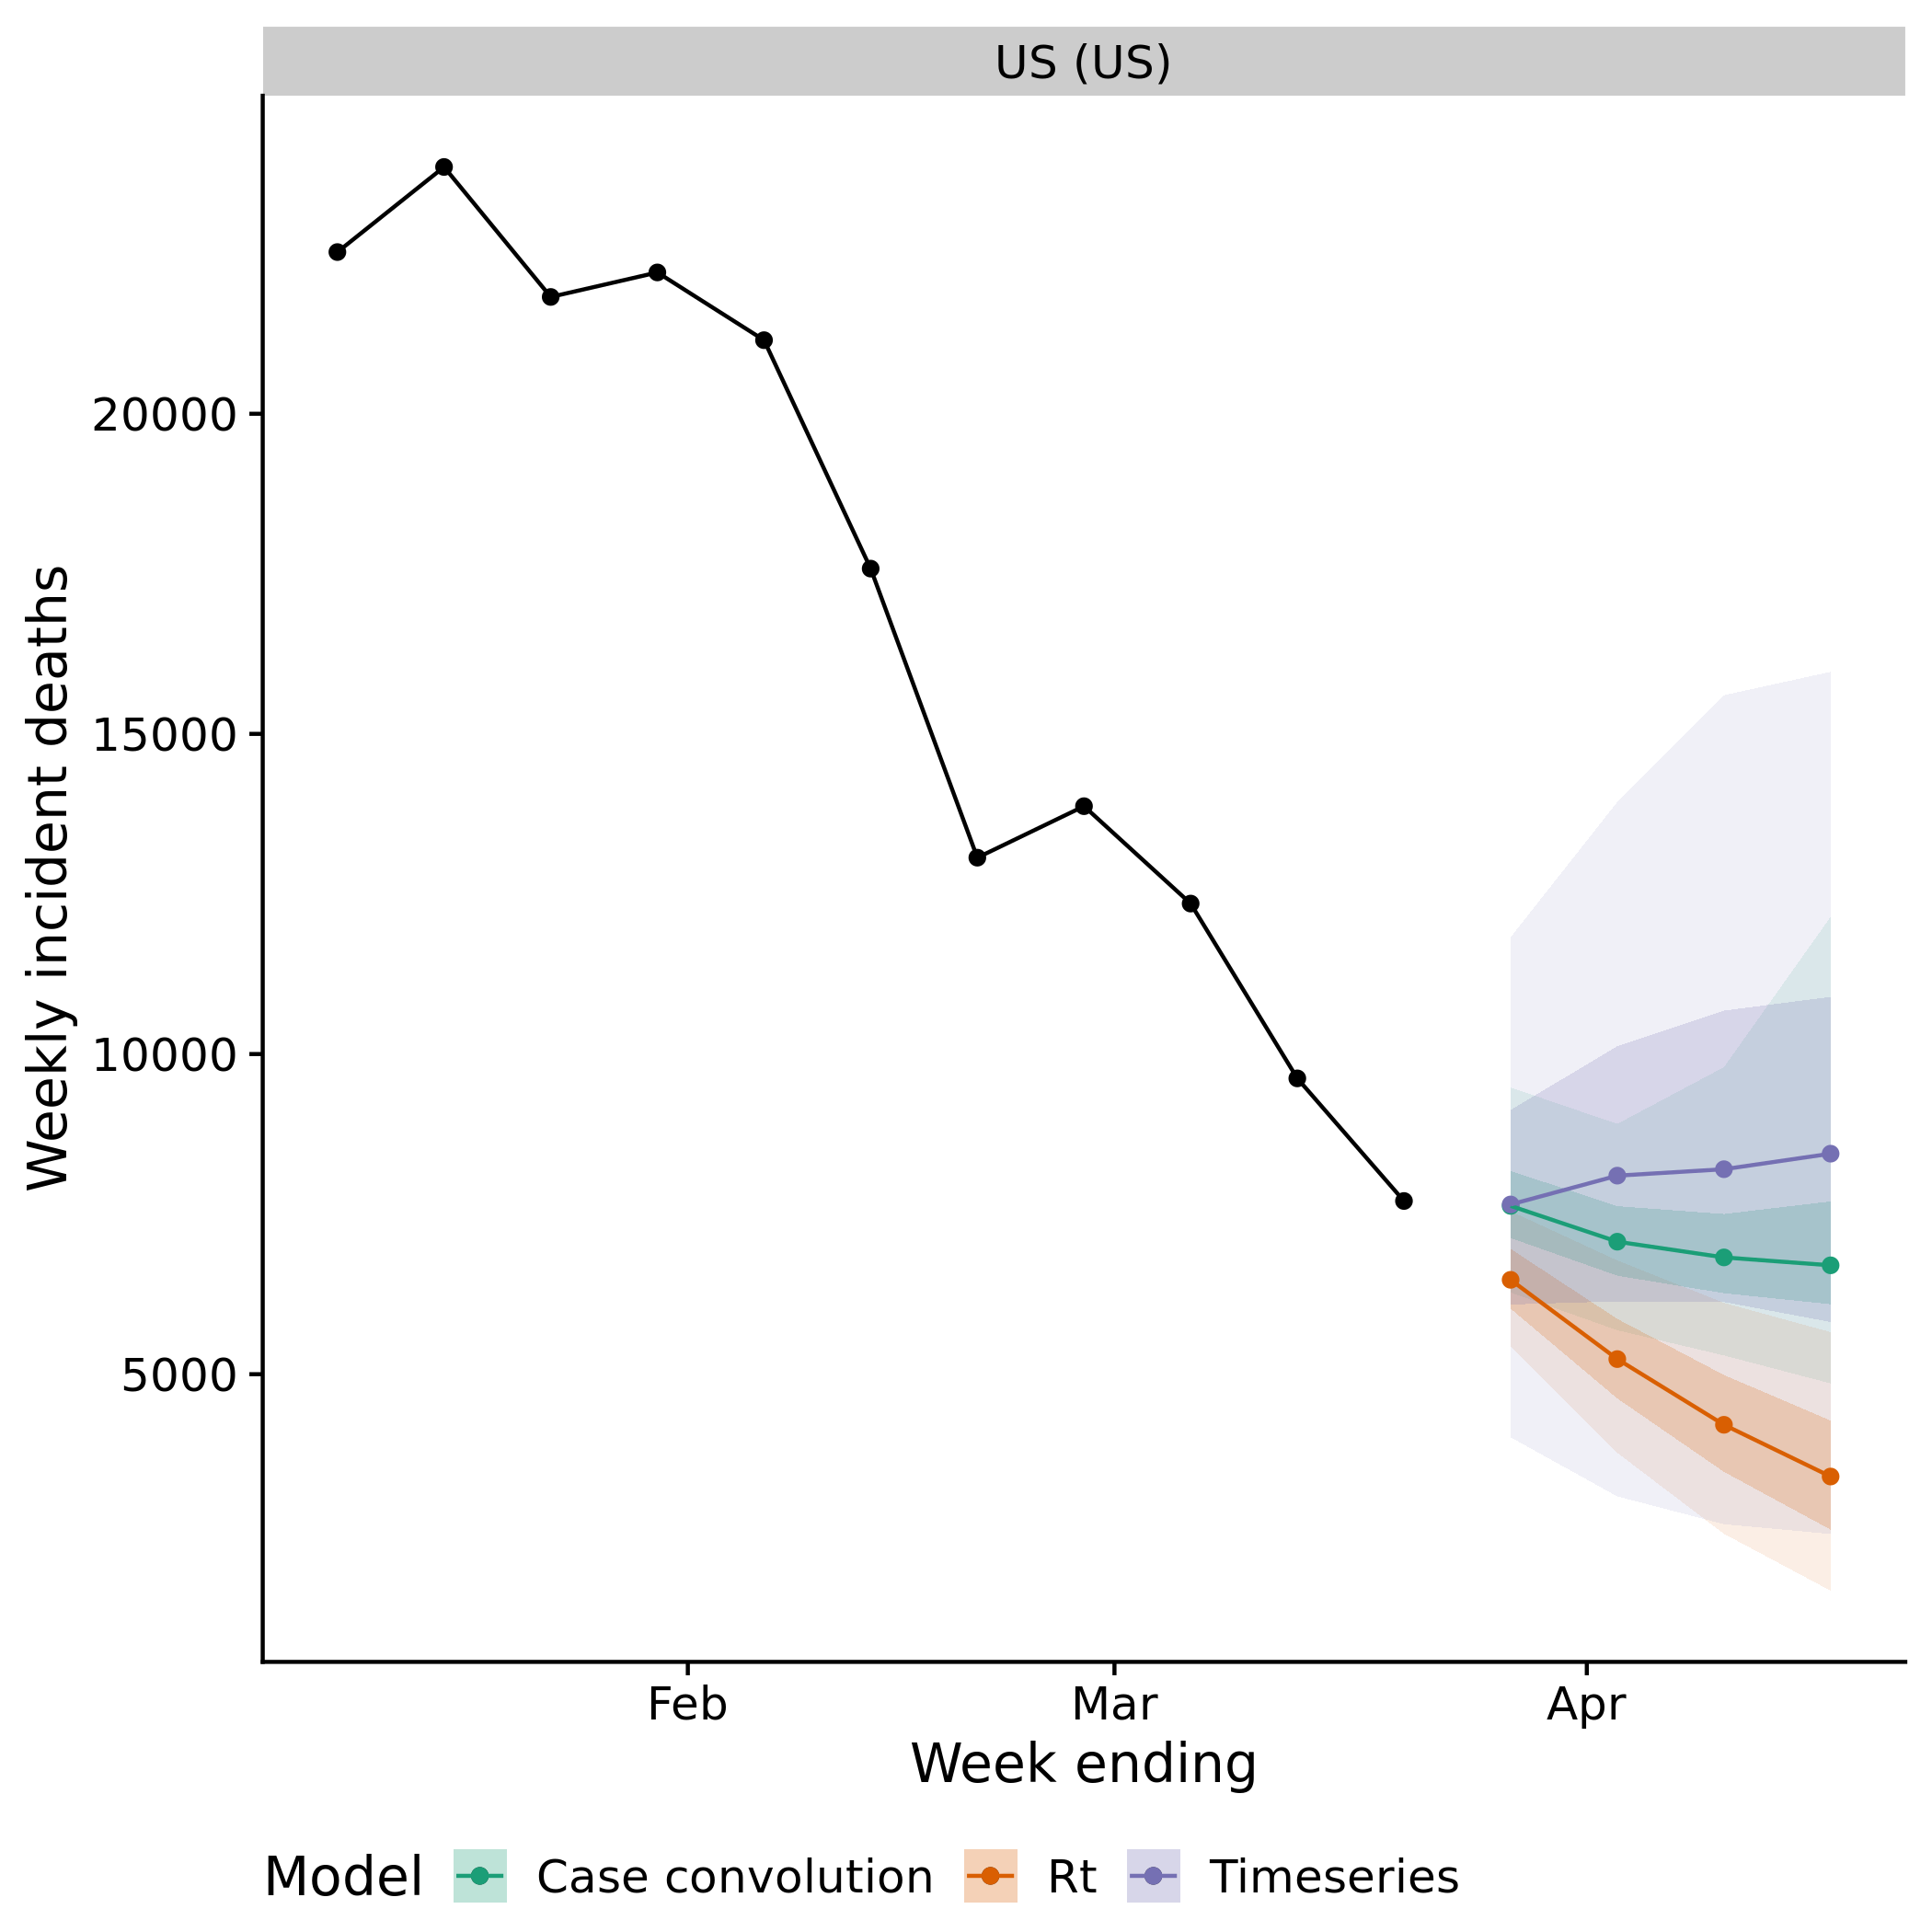 US (US)
Weekly incident deaths
20000
15000
10000
5000
Feb Mar Apr
Week ending
Model Case convolution Rt Timeseries